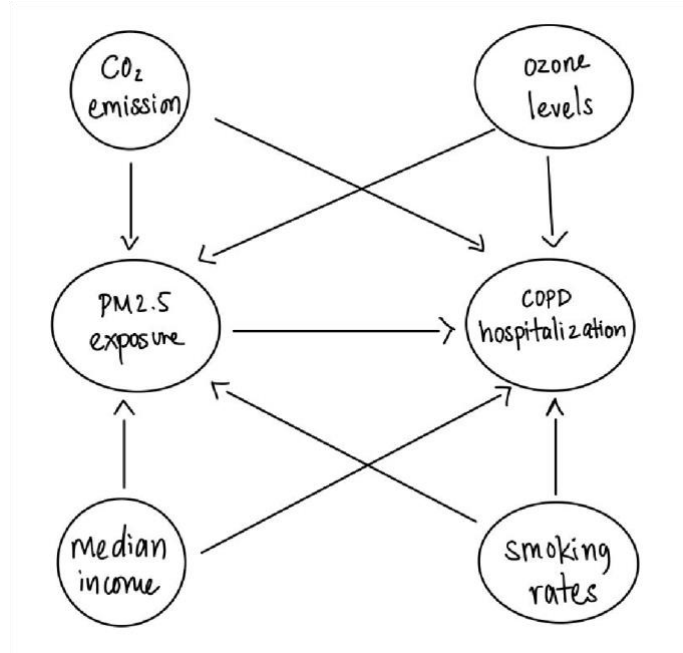 CO₂
emission
ozone
levels
PM2.5
exposure
COPD
hospitalization
Median
income
smoking
rates